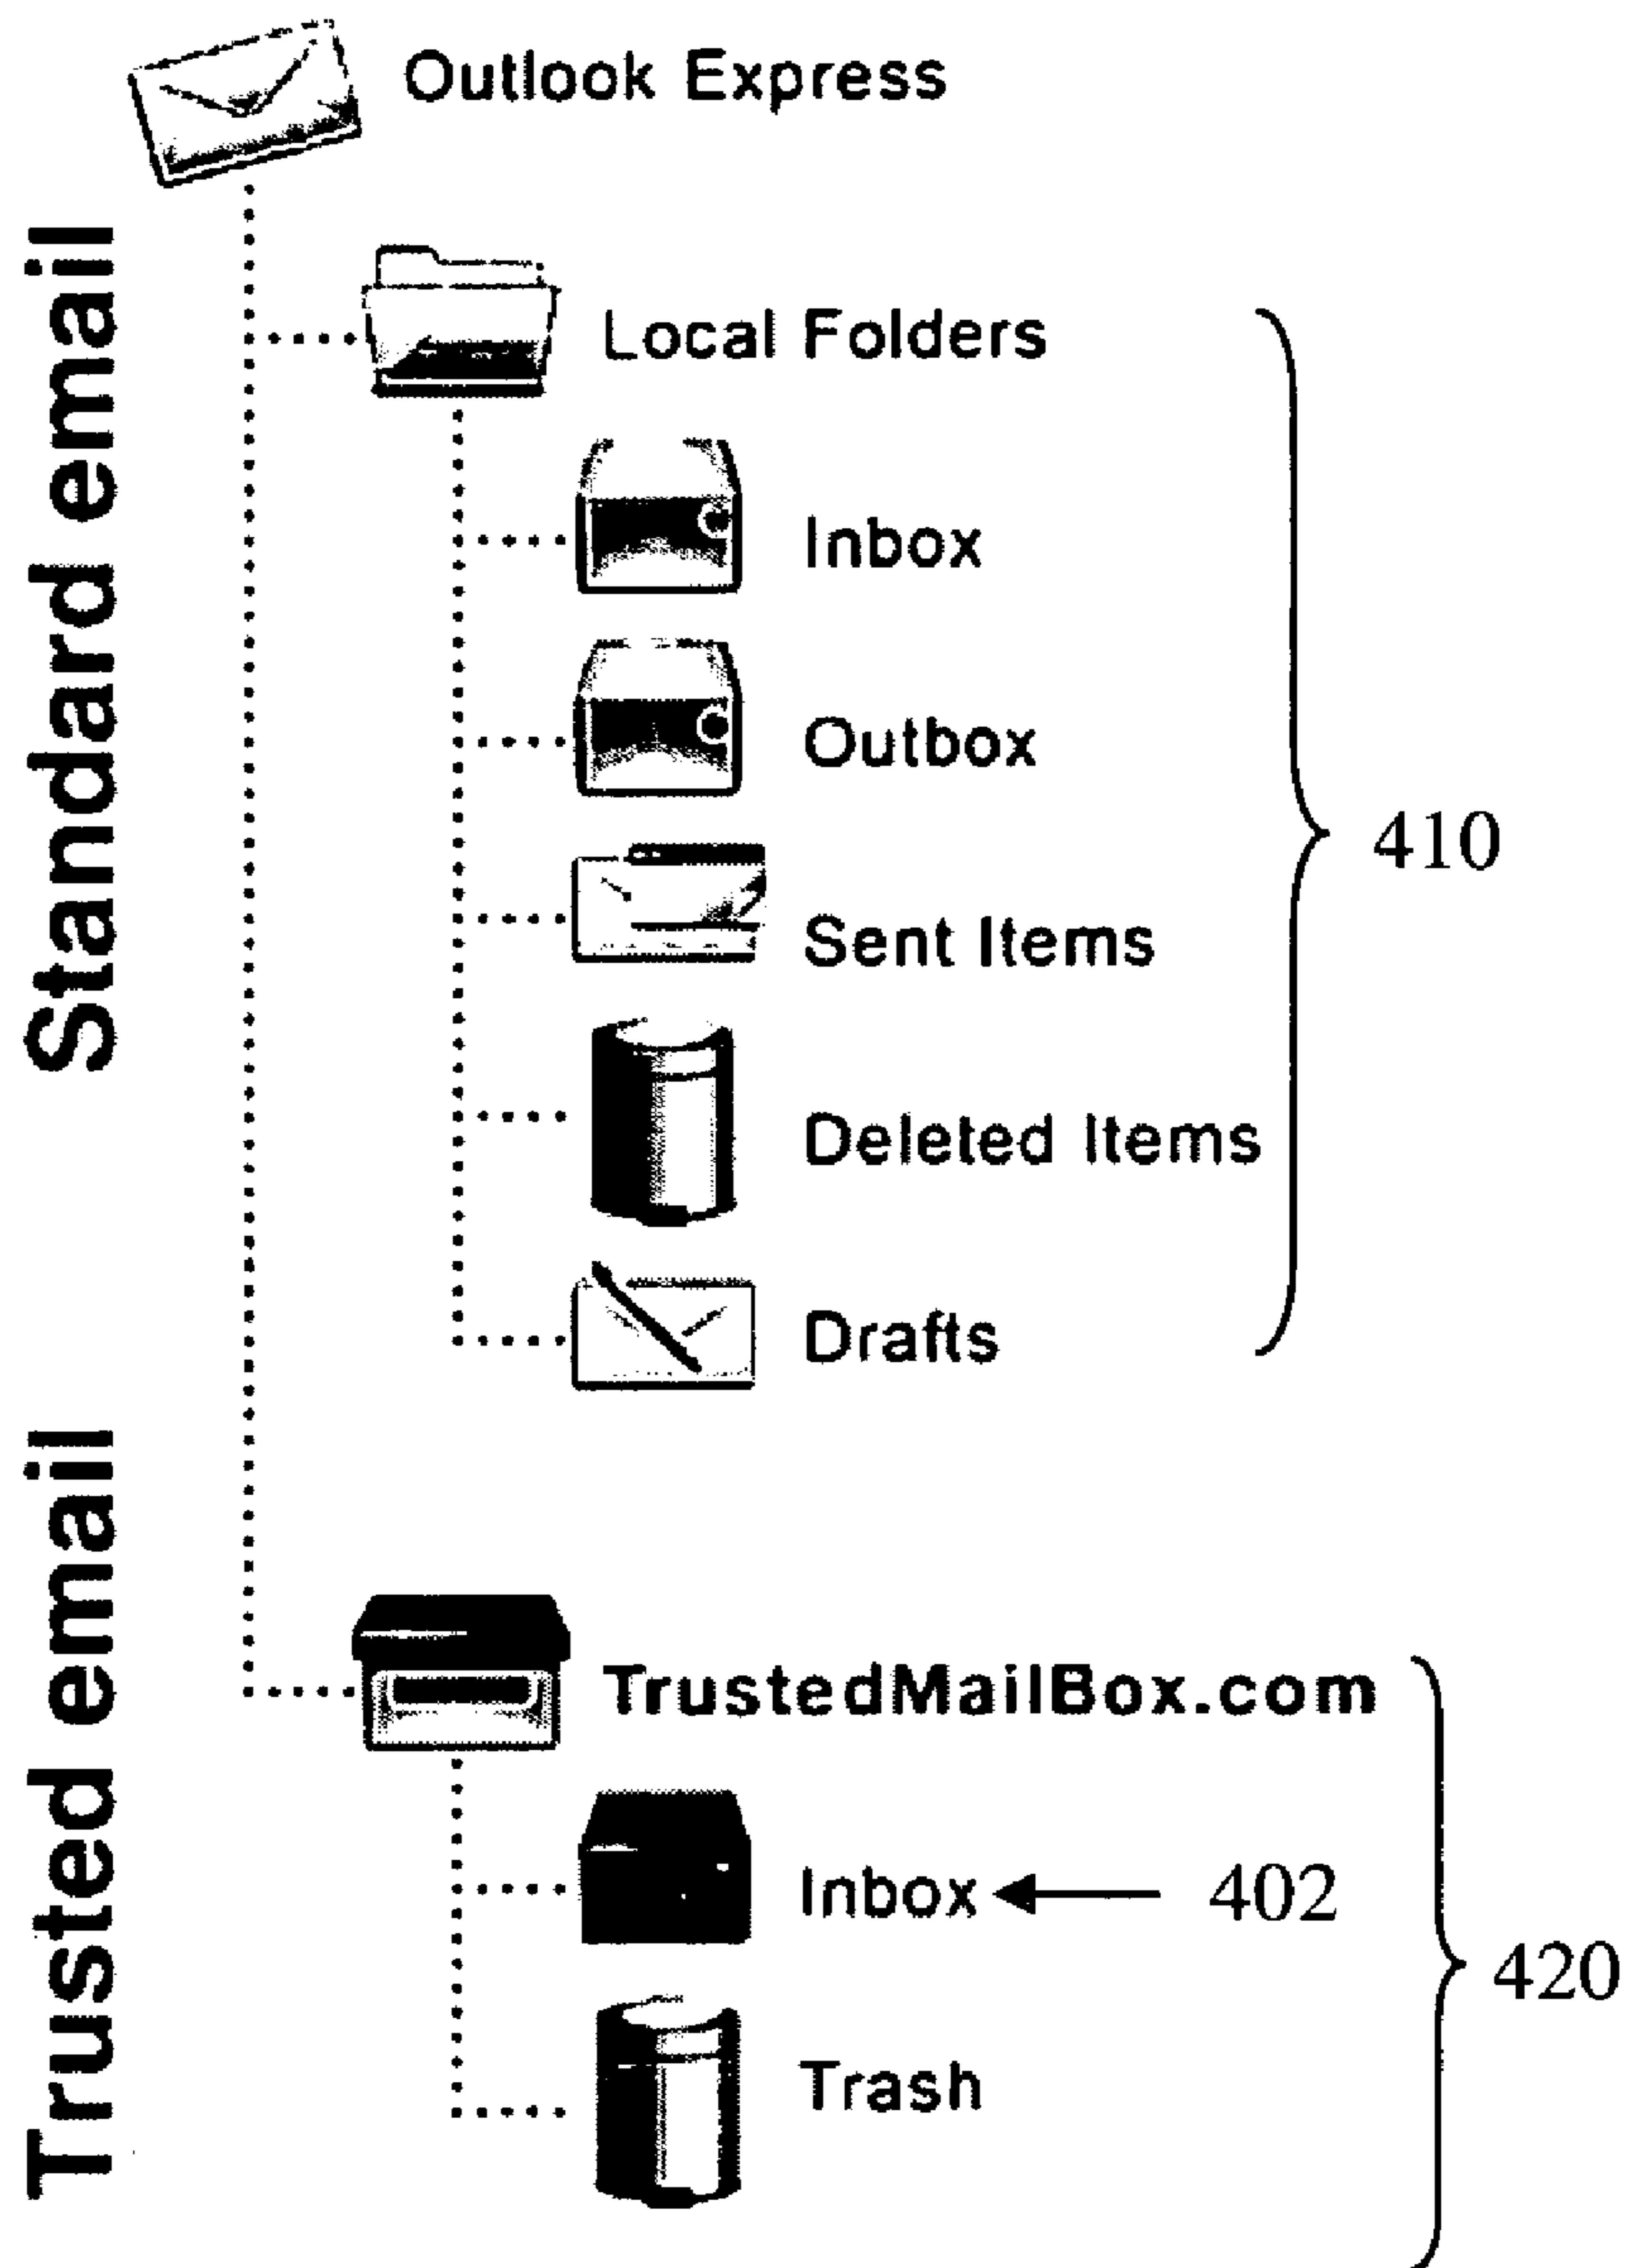 Outlook Express
Standard email
Local Folders
Inbox
Outbox
410
Sent Items
Deleted Items
Drafts
Trusted email
TrustedMailBox.com
Inbox 402
420
Trash